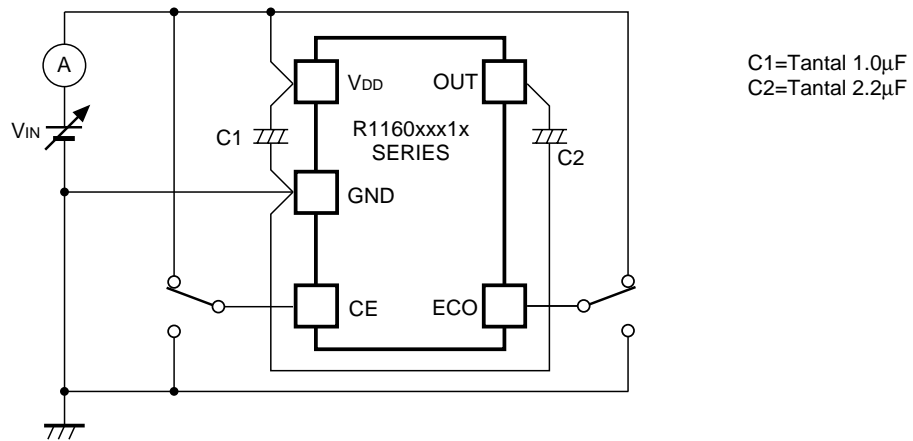 A
VIN
C1
VDD
OUT
R1160xxx1x
SERIES
C2
GND
CE
ECO
C1=Tantal 1.0μF
C2=Tantal 2.2μF